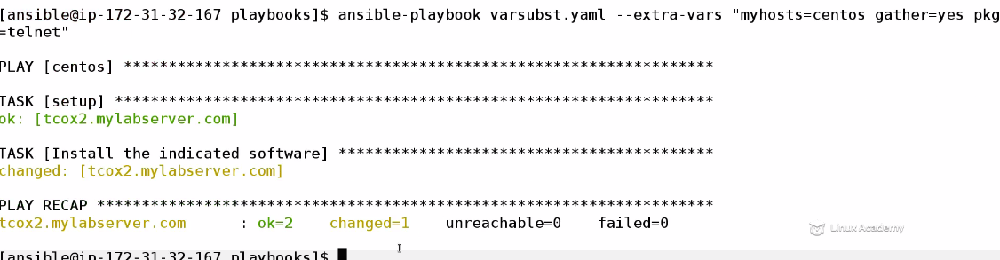 [ansible@ip-172-31-32-167 playbooks]$ ansible-playbook varsubst.yaml --extra-vars "myhosts=centos gather=yes pkg
=telnet"
PLAY [centos] ******************************************************************
TASK [setup] *******************************************************************
ok: [tcox2.mylabserver.com]
TASK [Install the indicated software] ******************************************
changed: [tcox2.mylabserver.com]
PLAY RECAP *********************************************************************
tcox2.mylabserver.com      : ok=2    changed=1    unreachable=0    failed=0
Linux Academy
[ansible@ip-172-31-32-167 playbooks]$